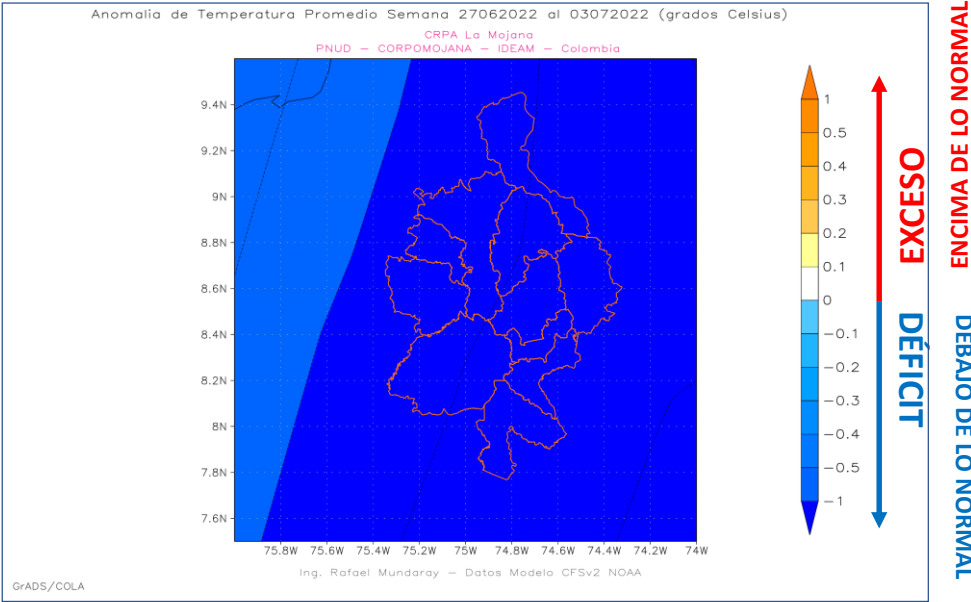 Anomalia de Temperatura Promedio Semana 27062022 al 03072022 (grados Celsius)
CRPA La Mojana
PNUD – CORPOMOJANA – IDEAM – Colombia
9.4N
9.2N
9N
8.8N
8.6N
8.4N
8.2N
8N
7.8N
7.6N
75.8W 75.6W 75.4W 75.2W 75W 74.8W 74.6W 74.4W 74.2W 74W
1
0.5
0.3
0.2
0.1
0
−0.1
−0.2
−0.3
−0.4
−0.5
−1
EXCESO
DÉFICIT
ENCIMA DE LO NORMAL
DEBAJO DE LO NORMAL
Ing. Rafael Mundaray – Datos Modelo CFSv2 NOAA
GrADS/COLA